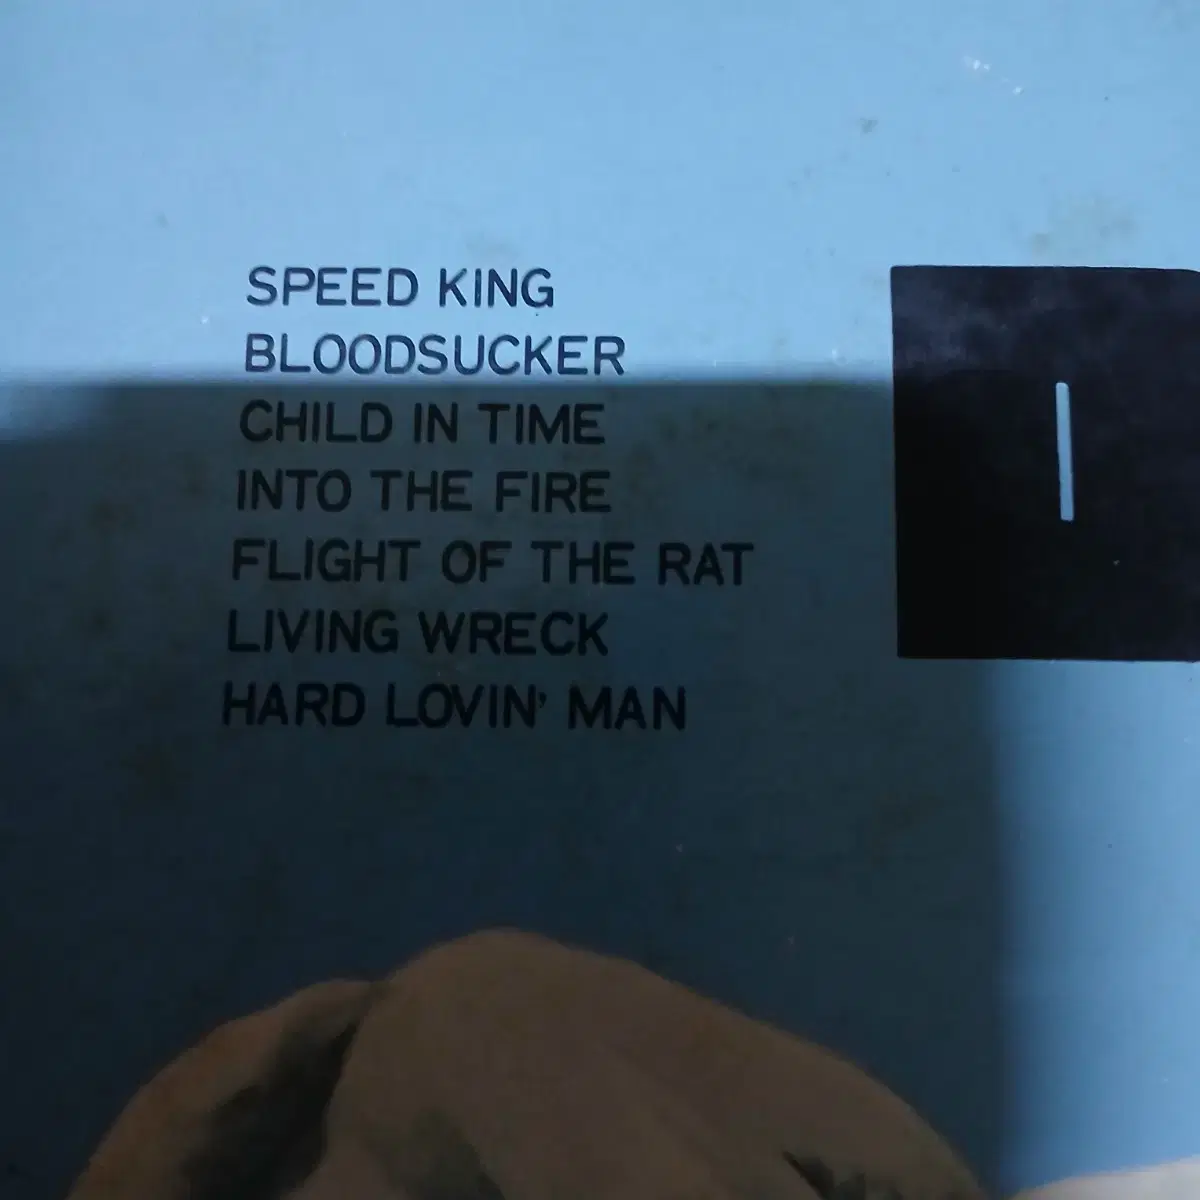 SPEED KING
BLOODSUCKER
CHILD IN TIME
INTO THE FIRE
FLIGHT OF THE RAT
LIVING WRECK
HARD LOVIN' MAN